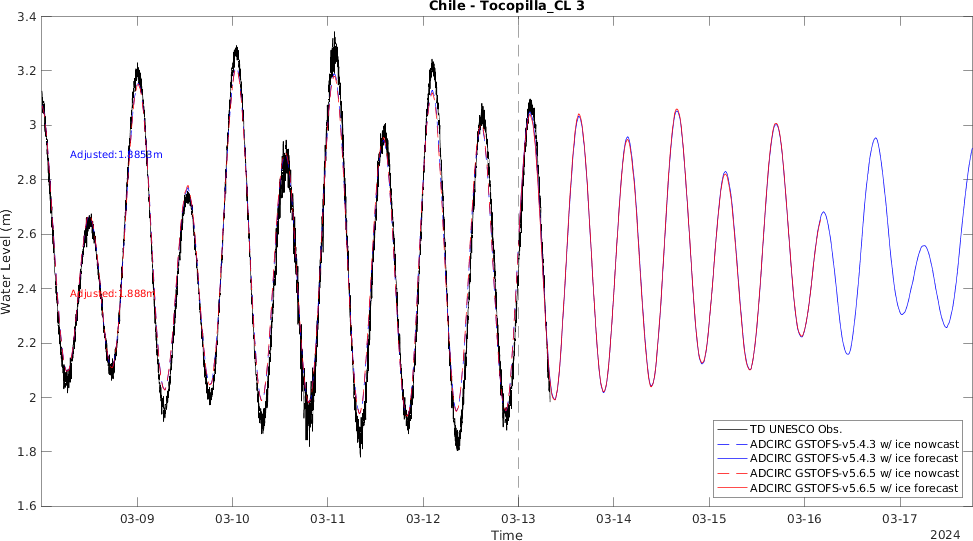 Chile - Tocopilla_CL 3
Water Level (m)
3.4
3.2
3
2.8
2.6
2.4
2.2
2
1.8
1.6
Adjusted:1.8853m
Adjusted:1.888m
TD UNESCO Obs.
ADCIRC GSTOFS-v5.4.3 w/ ice nowcast
ADCIRC GSTOFS-v5.4.3 w/ ice forecast
ADCIRC GSTOFS-v5.6.5 w/ ice nowcast
ADCIRC GSTOFS-v5.6.5 w/ ice forecast
03-09 03-10 03-11 03-12 03-13 03-14 03-15 03-16 03-17
Time
2024